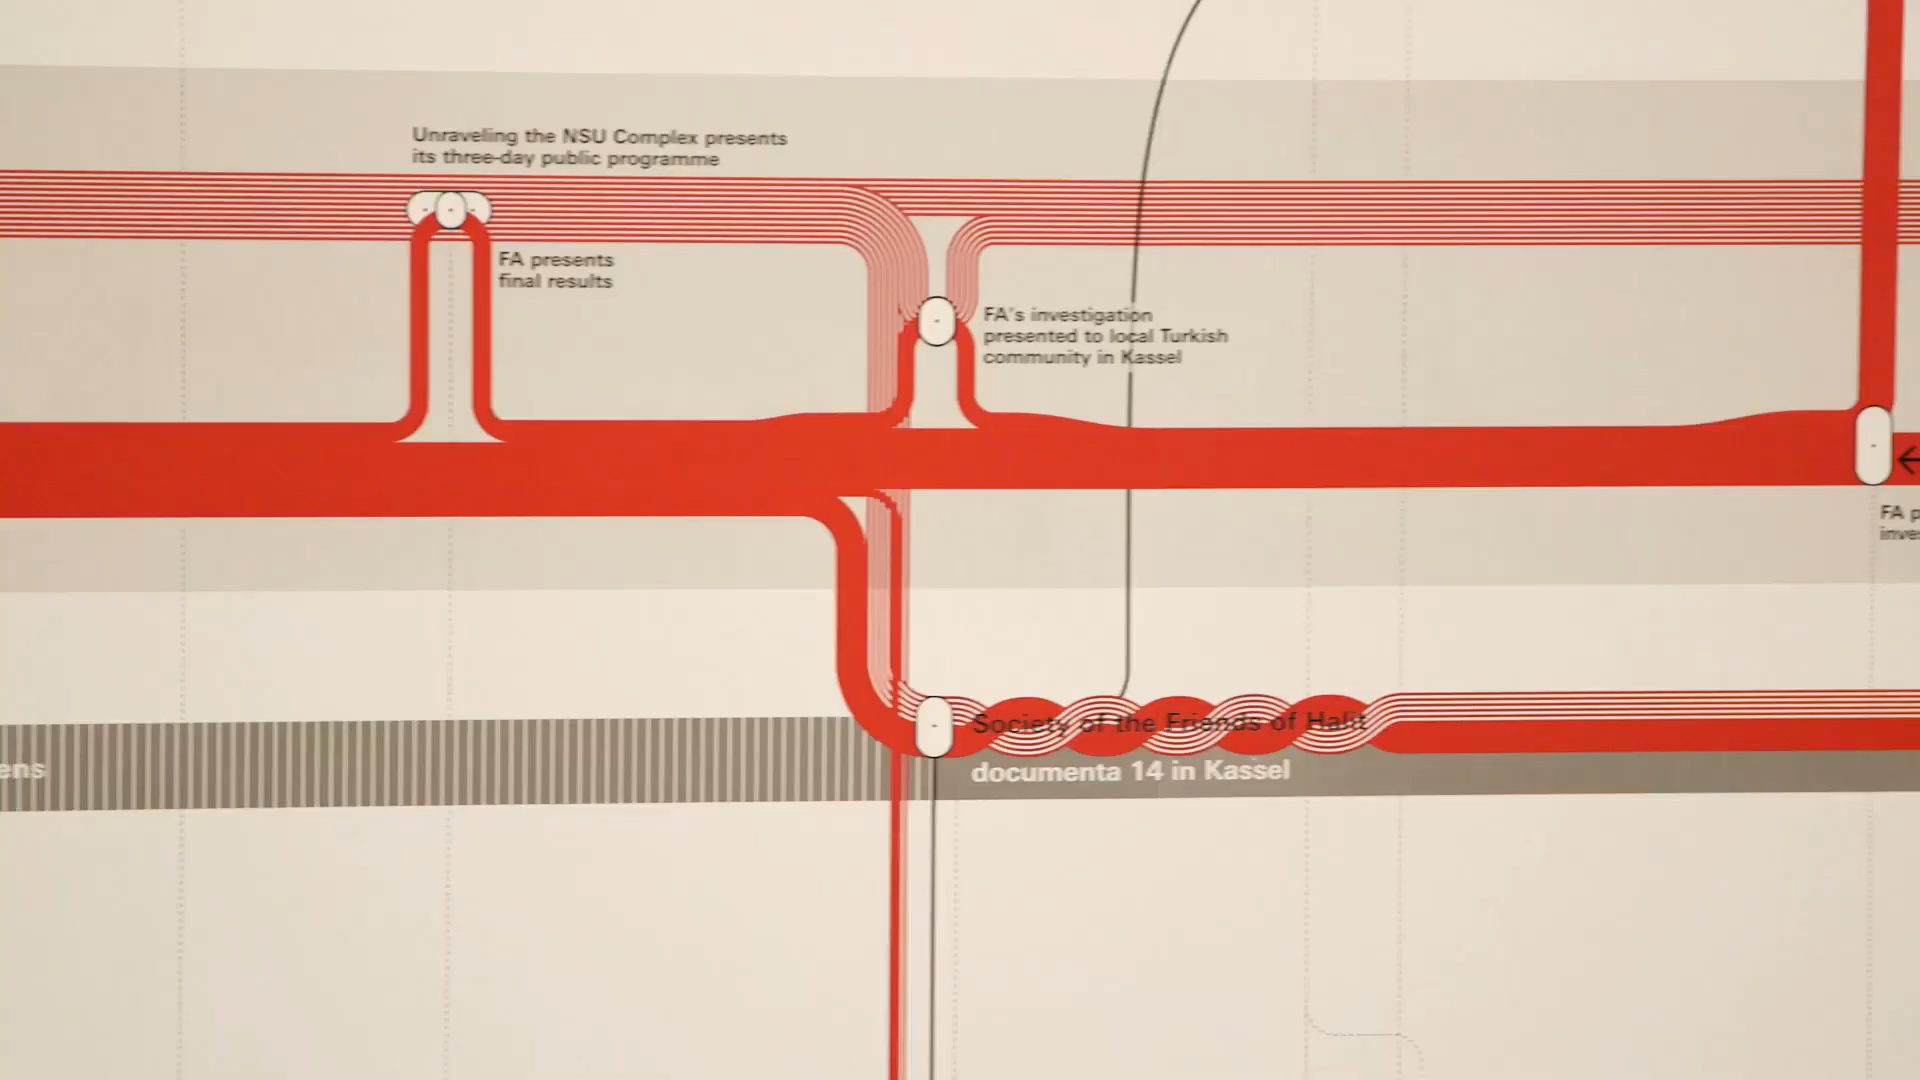 Unraveling the NSU Complex presents
its three-day public programme
FA presents
final results
FA's investigation
presented to local Turkish
community in Kassel
FA
Society of the Friends of Halit
documenta 14 in Kassel